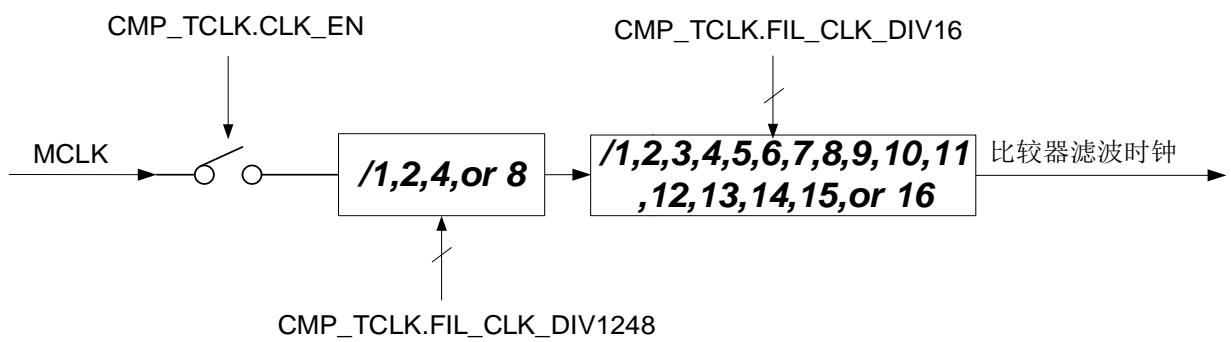 CMP_TCLK.CLK_EN
CMP_TCLK.FIL_CLK_DIV16
MCLK
/1,2,4,or 8
/1,2,3,4,5,6,7,8,9,10,11
,12,13,14,15,or 16
比较器滤波时钟
CMP_TCLK.FIL_CLK_DIV1248